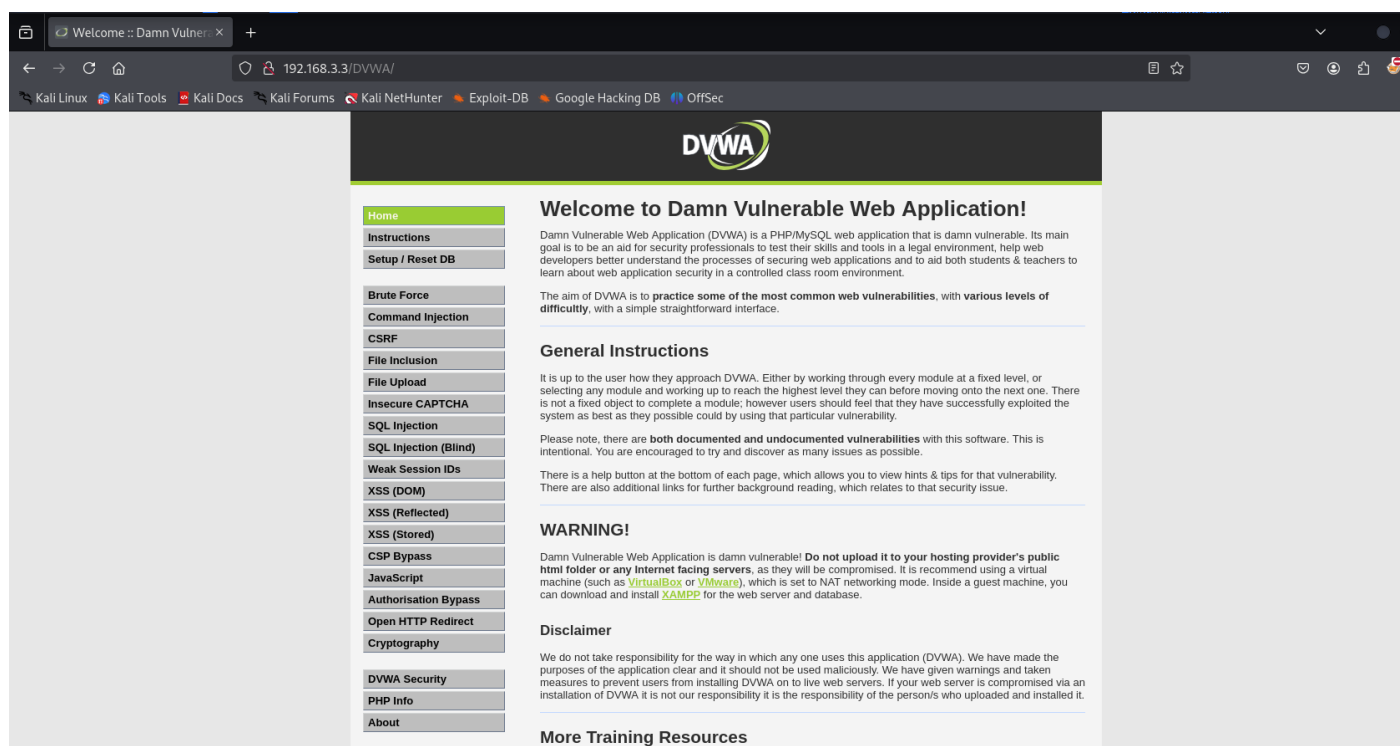 Welcome :: Damn Vulner
192.168.3.3/DVWA/
Kali Linux Kali Tools Kali Docs Kali Forums Kali NetHunter Exploit-DB Google Hacking DB OffSec
DVWA
Home
Instructions
Setup / Reset DB
Brute Force
Command Injection
CSRF
File Inclusion
File Upload
Insecure CAPTCHA
SQL Injection
SQL Injection (Blind)
Weak Session IDs
XSS (DOM)
XSS (Reflected)
XSS (Stored)
CSP Bypass
JavaScript
Authorisation Bypass
Open HTTP Redirect
Cryptography
DVWA Security
PHP Info
About
Welcome to Damn Vulnerable Web Application!
Damn Vulnerable Web Application (DVWA) is a PHP/MySQL web application that is damn vulnerable. Its main
goal is to be an aid for security professionals to test their skills and tools in a legal environment, help web
developers better understand the processes of securing web applications and to aid both students & teachers to
learn about web application security in a controlled class room environment.
The aim of DVWA is to practice some of the most common web vulnerabilities, with various levels of
difficultly, with a simple straightforward interface.
General Instructions
It is up to the user how they approach DVWA. Either by working through every module at a fixed level, or
selecting any module and working up to reach the highest level they can before moving onto the next one. There
is not a fixed object to complete a module; however users should feel that they have successfully exploited the
system as best as they possible could by using that particular vulnerability.
Please note, there are both documented and undocumented vulnerabilities with this software. This is
intentional. You are encouraged to try and discover as many issues as possible.
There is a help button at the bottom of each page, which allows you to view hints & tips for that vulnerability.
There are also additional links for further background reading, which relates to that security issue.
WARNING!
Damn Vulnerable Web Application is damn vulnerable! Do not upload it to your hosting provider's public
html folder or any Internet facing servers, as they will be compromised. It is recommend using a virtual
machine (such as VirtualBox or VMware), which is set to NAT networking mode. Inside a guest machine, you
can download and install XAMPP for the web server and database.
Disclaimer
We do not take responsibility for the way in which any one uses this application (DVWA). We have made the
purposes of the application clear and it should not be used maliciously. We have given warnings and taken
measures to prevent users from installing DVWA on to live web servers. If your web server is compromised via an
installation of DVWA it is not our responsibility it is the responsibility of the person/s who uploaded and installed it.
More Training Resources